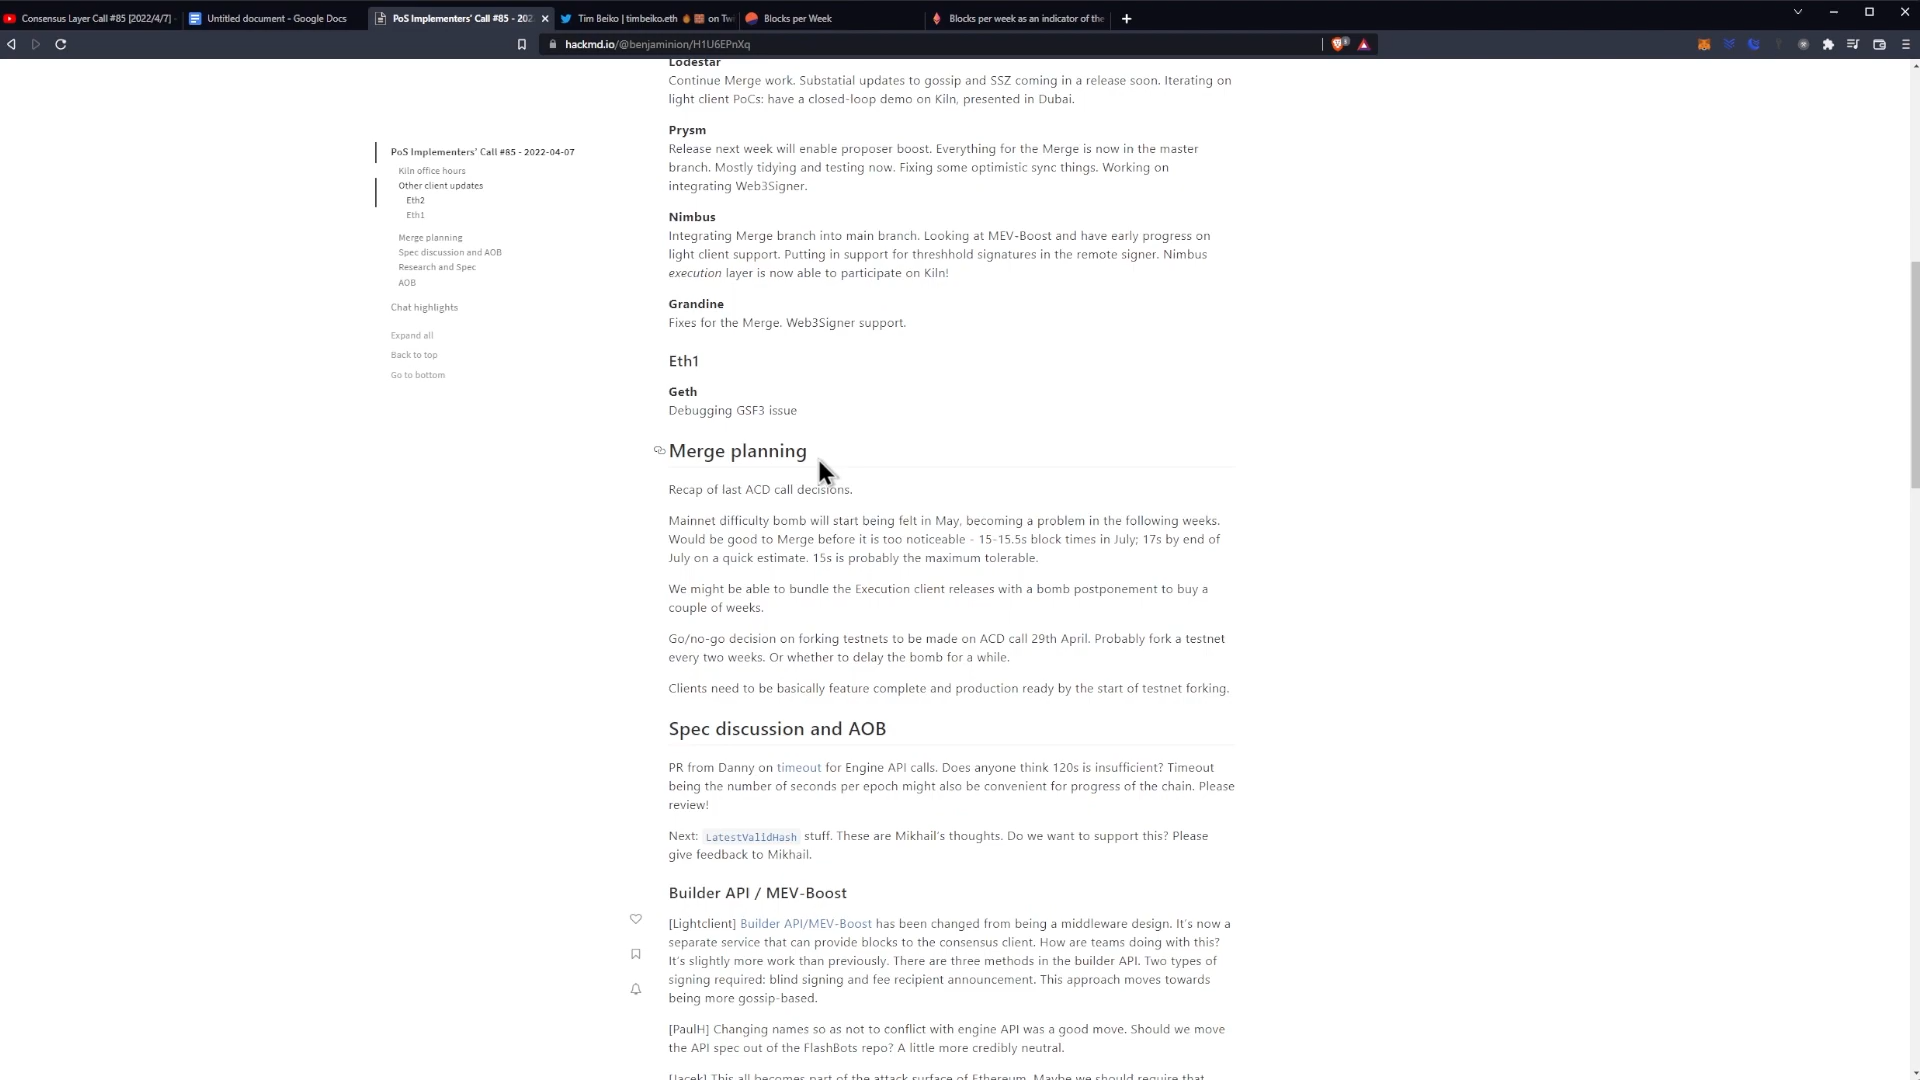 Consensus Layer Call #85 [2022/4/7]
Untitled document - Google Docs
PoS Implementers' Call #85 - 202
Tim Beiko | timbeiko.eth
on Tw
Blocks per Week
Blocks per week as an indicator of the
hackmd.io/@benjaminion/H1U6EPnXq
PoS Implementers' Call #85 - 2022-04-07
Kiln office hours
Other client updates
Eth2
Eth1
Merge planning
Spec discussion and AOB
Research and Spec
AOB
Chat highlights
Expall all
Back to top
Go to bottom
Lodestar
Continue Merge work. Substatial updates to gossip and SSZ coming in a release soon. Iterating on
light client PoCs: have a closed-loop demo on Kiln, presented in Dubai.
Prysm
Release next week will enable proposer boost. Everything for the Merge is now in the master
branch. Mostly tidying and testing now. Fixing some optimistic sync things. Working on
integrating Web3Signer.
Nimbus
Integrating Merge branch into main branch. Looking at MEV-Boost and have early progress on
light client support. Putting in support for threshhold signatures in the remote signer. Nimbus
execution layer is now able to participate on Kiln!
Grandine
Fixes for the Merge. Web3Signer support.
Eth1
Geth
Debugging GSF3 issue
Merge planning
Recap of last ACD call decisions.
Mainnet difficulty bomb will start being felt in May, becoming a problem in the following weeks.
Would be good to Merge before it is too noticeable - 15-15.5s block times in July; 17s by end of
July on a quick estimate. 15s is probably the maximum tolerable.
We might be able to bundle the Execution client releases with a bomb postponement to buy a
couple of weeks.
Go/no-go decision on forking testnets to be made on ACD call 29th April. Probably fork a testnet
every two weeks. Or whether to delay the bomb for a while.
Clients need to be basically feature complete and production ready by the start of testnet forking.
Spec discussion and AOB
PR from Danny on timeout for Engine API calls. Does anyone think 120s is insufficient? Timeout
being the number of seconds per epoch might also be convenient for progress of the chain. Please
review!
Next: LatestValidHash stuff. These are Mikhail's thoughts. Do we want to support this? Please
give feedback to Mikhail.
Builder API / MEV-Boost
[Lightclient] Builder API/MEV-Boost has been changed from being a middleware design. It's now a
separate service that can provide blocks to the consensus client. How are teams doing with this?
It's slightly more work than previously. There are three methods in the builder API. Two types of
signing required: blind signing and fee recipient announcement. This approach moves towards
being more gossip-based.
[PaulH] Changing names so as not to conflict with engine API was a good move. Should we move
the API spec out of the FlashBots repo? A little more credibly neutral.
[Jacek] This all becomes part of the attack surface of Ethereum. Maybe we should require that